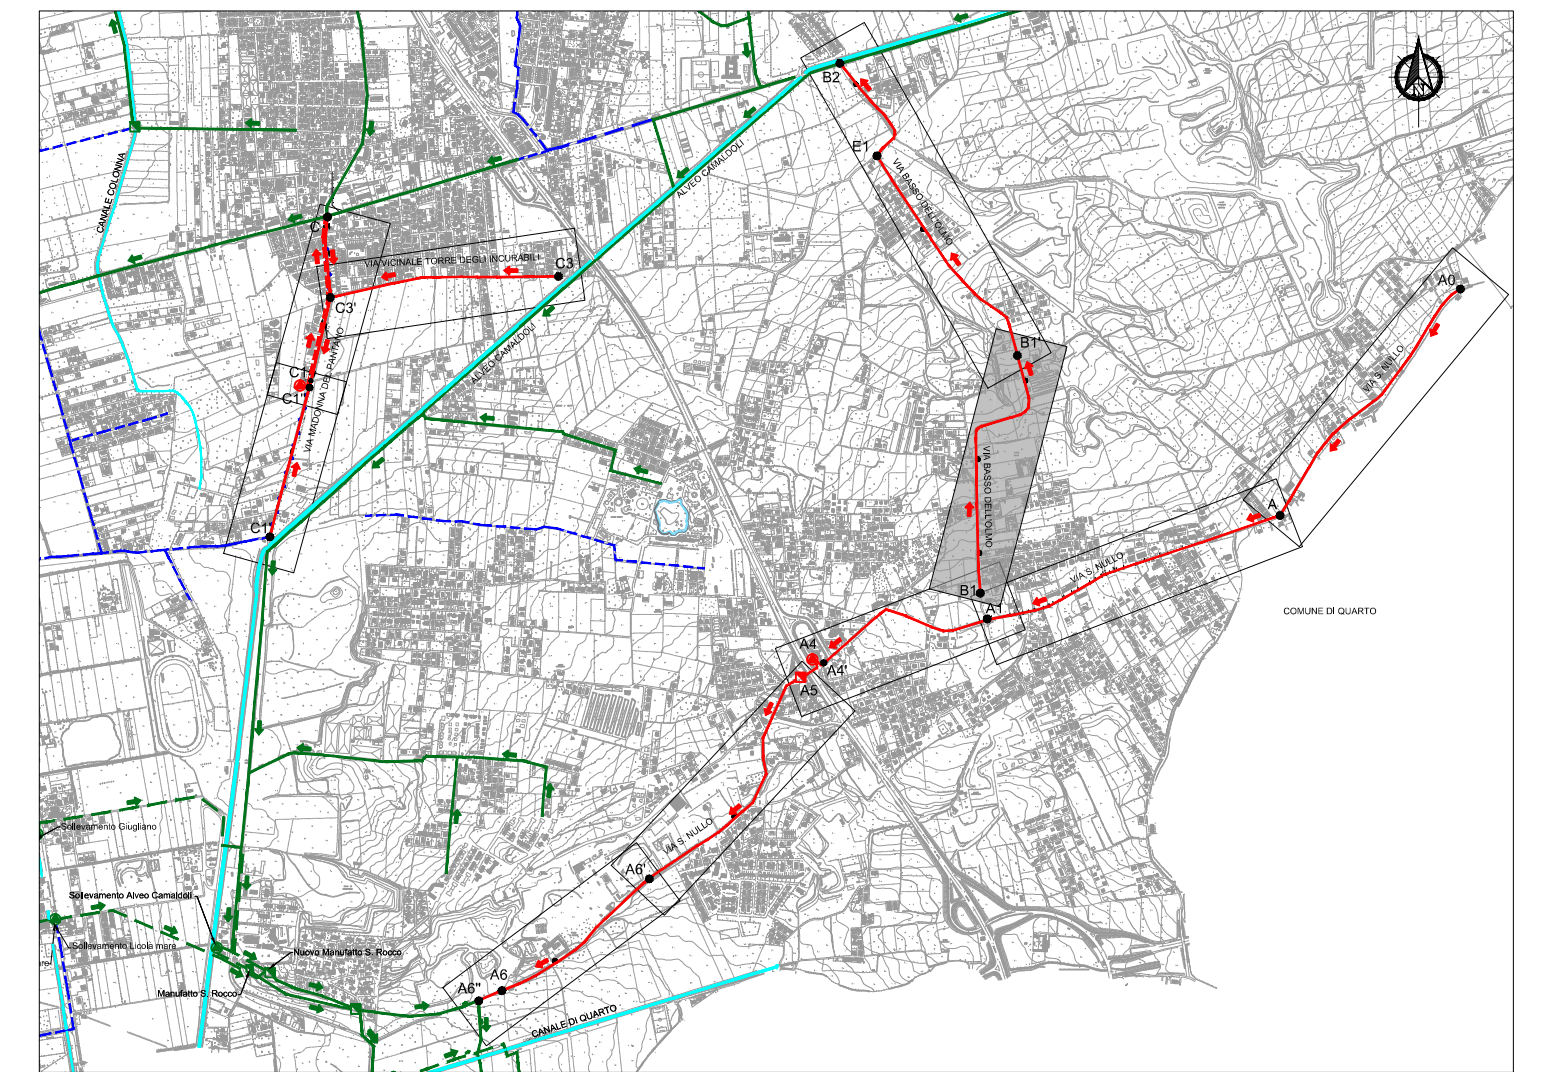 B2
CANALE COLONNA
E1
ALVEO CAMALDOLI
VIA BASSO DELL'OLMO
VIA VICINALE TORRE DEGLI INCURABILI
C3
A0
C3'
ALVEO CAMALDOLI
B1'
VIA S. NULLO
C1"
VIA MADONNA DEL PANTANO
VIA BASSO DELL'OLMO
A
C1'
VIA S. NULLO
B1
A1
COMUNE DI QUARTO
A4
A4'
A5
Sollevamento Giugliano
VIA S. NULLO
A6'
Sollevamento Alveo Camaldoli
Sollevamento Licola mare
Nuovo Manufatto S. Rocco
A6
A6"
Manufatto S. Rocco
CANALE DI QUARTO